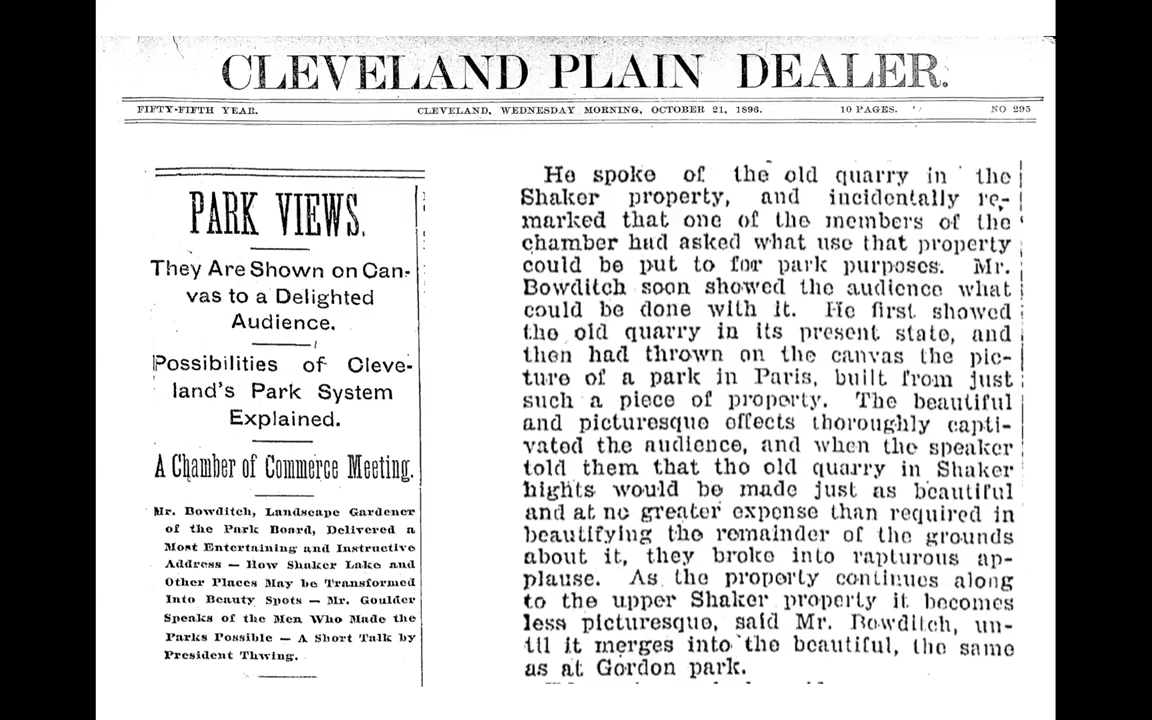 CLEVELAND PLAIN DEALER.
FIFTY-FIFTH YEAR. CLEVELAND, WEDNESDAY MORNING, OCTOBER 21, 1896. 10 PAGES. NO 295
PARK VIEWS.
They Are Shown on Can-
vas to a Delighted
Audience.
Possibilities of Cleve-
land's Park System
Explained.
A Chamber of Commerce Meeting.
Mr. Bowditch, Landscape Gardener
of the Park Board, Delivered a
Most Entertaining and Instructive
Address — How Shaker Lake and
Other Places May be Transformed
Into Beauty Spots — Mr. Goulder
Speaks of the Men Who Made the
Parks Possible — A Short Talk by
President Thwing.
He spoke of the old quarry in the
Shaker property, and incidentally re-
marked that one of the members of the
chamber had asked what use that property
could be put to for park purposes. Mr.
Bowditch soon showed the audience what
could be done with it. He first showed
the old quarry in its present state, and
then had thrown on the canvas the pic-
ture of a park in Paris, built from just
such a piece of property. The beautiful
and picturesque effects thoroughly capti-
vated the audience, and when the speaker
told them that the old quarry in Shaker
hights would be made just as beautiful
and at no greater expense than required in
beautifying the remainder of the grounds
about it, they broke into rapturous ap-
plause. As the property continues along
to the upper Shaker property it becomes
less picturesque, said Mr. Bowditch, un-
til it merges into the beautiful, the same
as at Gordon park.